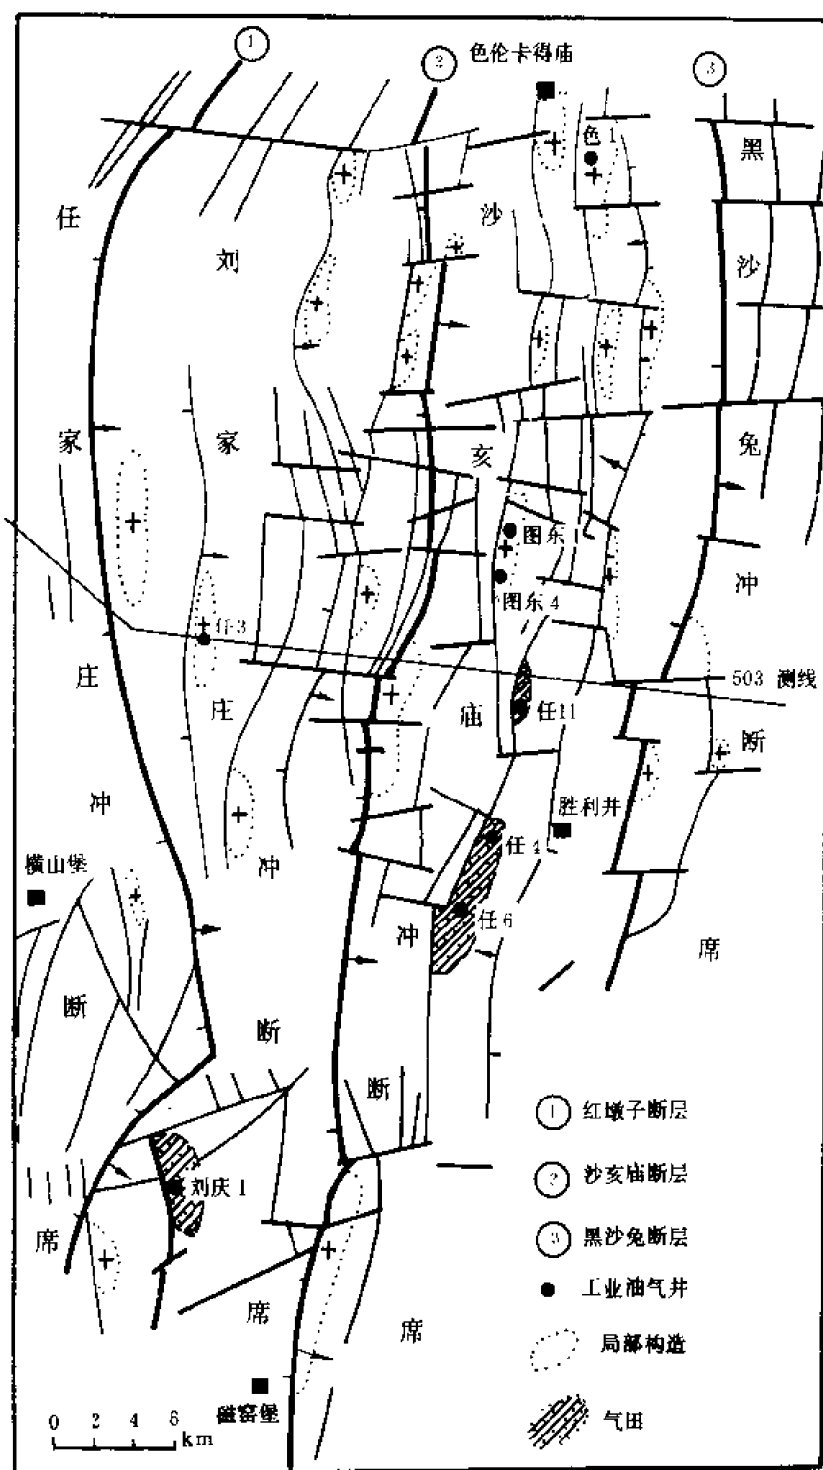 ①
②
色伦卡得庙
③
色 1
黑
任
刘
沙
沙
家
家
亥
兔
图东
冲
图东 4
任3
庄
503 测线
庄
庙
任11
断
冲
胜利井
任 4
横山堡
冲
冲
任 6
席
断
断
断
① 红墩子断层
② 沙亥庙断层
刘庆 1
席
③ 黑沙兔断层
工业油气井
席
席
局部构造
磁窑堡
气田
0 2 4 6
km